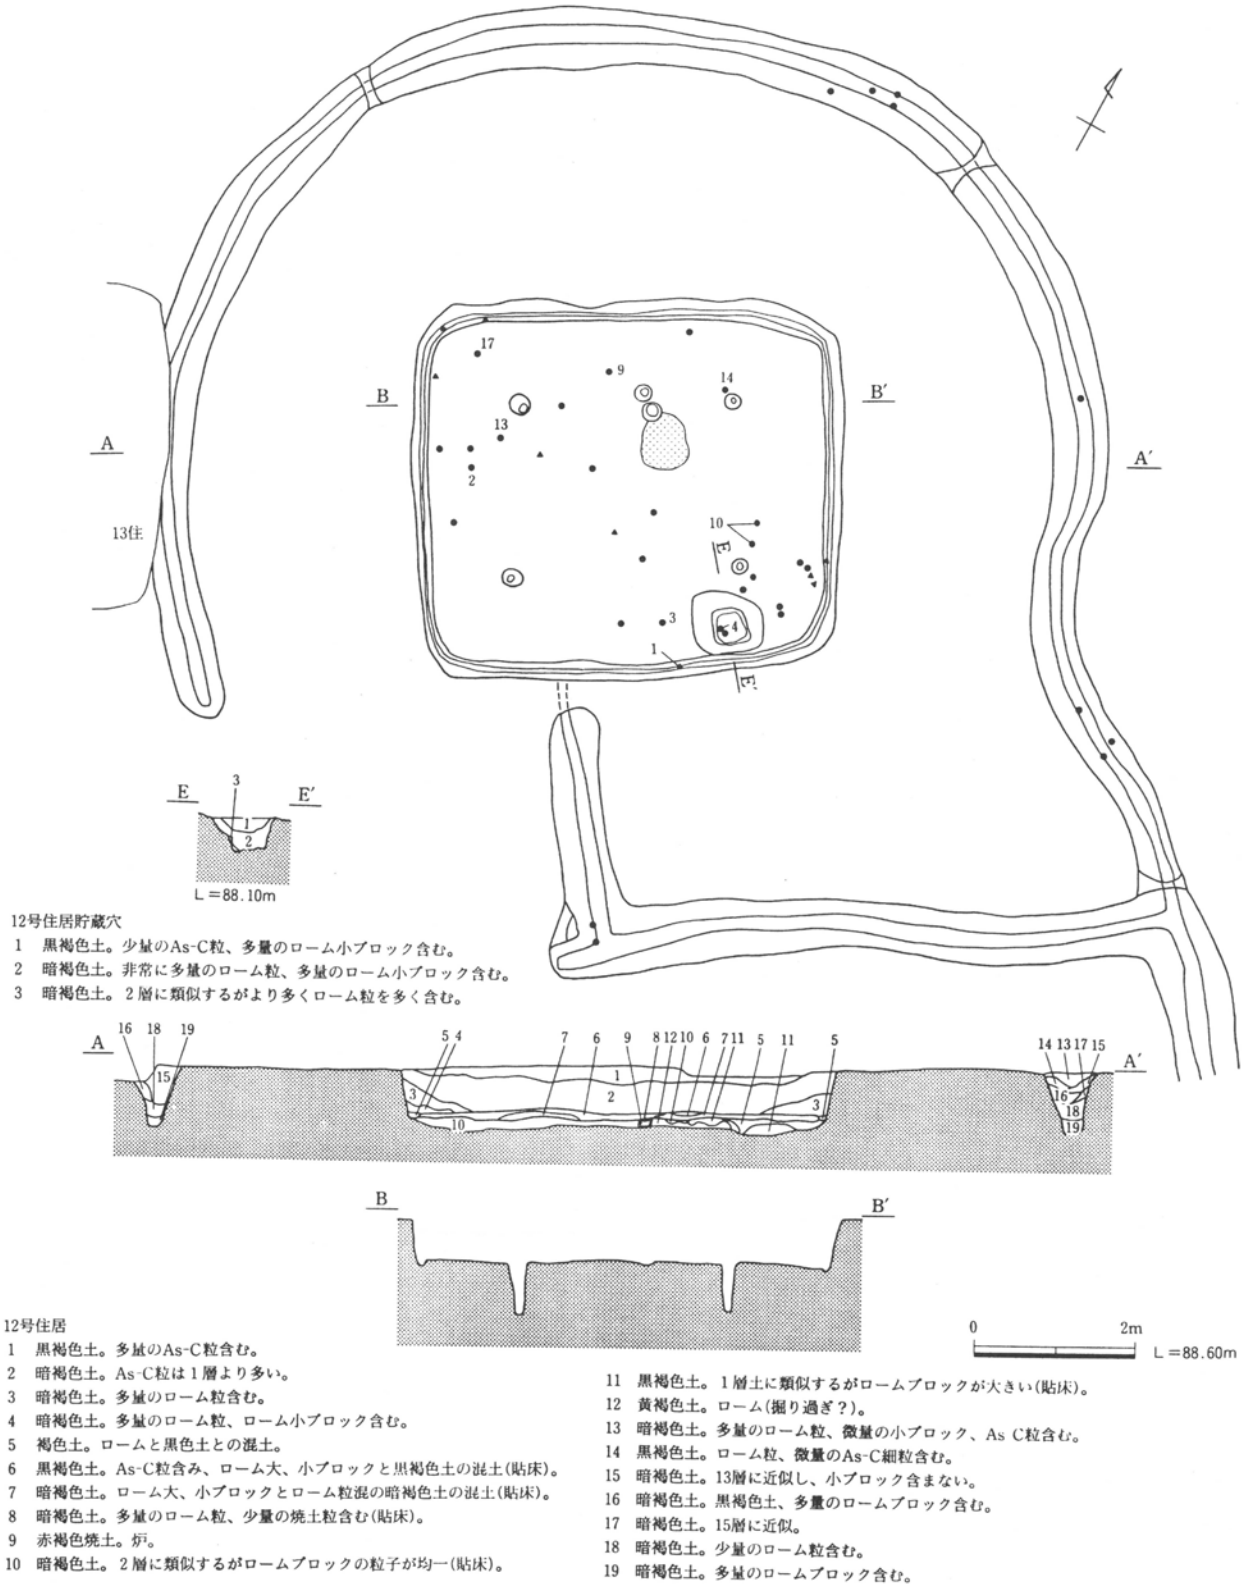 17
9
14
B
B′
13
A
2
A′
13住
10
E
3
4
1
E′
3
E
E′
1
2
L=88.10m
12号住居貯蔵穴
1 黒褐色土。少量のAs-C粒、多量のローム小ブロック含む。
2 暗褐色土。非常に多量のローム粒、多量のローム小ブロック含む。
3 暗褐色土。2層に類似するがより多くローム粒を多く含む。
A 16 18 19 5 4 7 6 9 8 12 10 6 7 11 5 11 5 14 13 17 15 A′
15 1 2 3 3 10 16 18 19
B B′
0 2m
L=88.60m
12号住居
1 黒褐色土。多量のAs-C粒含む。
2 暗褐色土。As-C粒は1層より多い。
3 暗褐色土。多量のローム粒含む。
4 暗褐色土。多量のローム粒、ローム小ブロック含む。
5 褐色土。ロームと黒色土との混土。
6 黒褐色土。As-C粒含み、ローム大、小ブロックと黒褐色土の混土(貼床)。
7 暗褐色土。ローム大、小ブロックとローム粒混の暗褐色土の混土(貼床)。
8 暗褐色土。多量のローム粒、少量の焼土粒含む(貼床)。
9 赤褐色焼土。炉。
10 暗褐色土。2層に類似するがロームブロックの粒子が均一(貼床)。
11 黒褐色土。1層土に類似するがロームブロックが大きい(貼床)。
12 黄褐色土。ローム(掘り過ぎ?)。
13 暗褐色土。多量のローム粒、微量の小ブロック、As C粒含む。
14 黒褐色土。ローム粒、微量のAs-C細粒含む。
15 暗褐色土。13層に近似し、小ブロック含まない。
16 暗褐色土。黒褐色土、多量のロームブロック含む。
17 暗褐色土。15層に近似。
18 暗褐色土。少量のローム粒含む。
19 暗褐色土。多量のロームブロック含む。